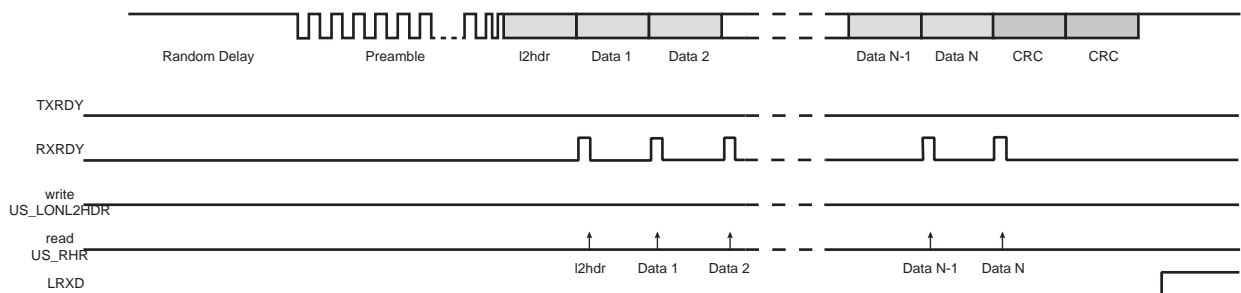 Random Delay Preamble l2hdr Data 1 Data 2 Data N-1 Data N CRC CRC
TXRDY
RXRDY
write
US_LONL2HDR
read
US_RHR
l2hdr Data 1 Data 2 Data N-1 Data N
LRXD